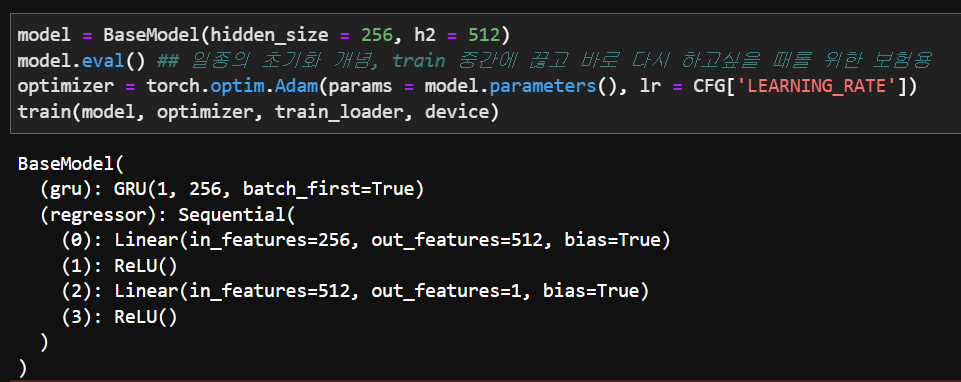 model = BaseModel(hidden_size = 256, h2 = 512)
model.eval() ## 일종의 초기화 개념, train 중간에 끊고 바로 다시 하고싶을 때를 위한 보험용
optimizer = torch.optim.Adam(params = model.parameters(), lr = CFG['LEARNING_RATE'])
train(model, optimizer, train_loader, device)
BaseModel(
  (gru): GRU(1, 256, batch_first=True)
  (regressor): Sequential(
    (0): Linear(in_features=256, out_features=512, bias=True)
    (1): ReLU()
    (2): Linear(in_features=512, out_features=1, bias=True)
    (3): ReLU()
  )
)